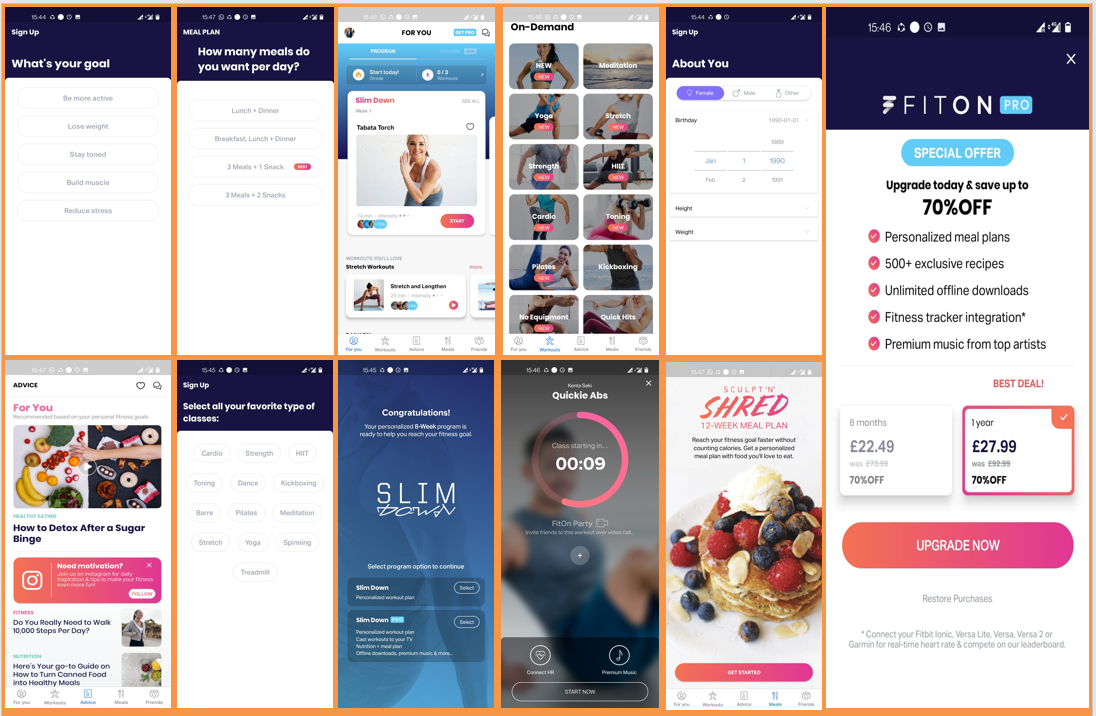 15:44
Sign Up
What's your goal
Be more active
Lose weight
Stay toned
Build muscle
Reduce stress
15:47
MEAL PLAN
How many meals do
you want per day?
Lunch + Dinner
Breakfast, Lunch + Dinner
3 Meals + 1 Snack BEST
3 Meals + 2 Snacks
FOR YOU GET PRO
PROGRAM
Start today!
Streak
0 / 3
Workouts
Slim Down SEE ALL
Week 1
Tabata Torch
14 min | Intensity
START
WORKOUTS YOU'LL LOVE
Stretch Workouts more
Stretch and Lengthen
25 min | Intensity
For you Workouts Advice Meals Friends
15:46
On-Demand
NEW
NEW
Meditation
Yoga
NEW
Stretch
NEW
Strength
NEW
HIIT
NEW
Cardio
NEW
Toning
NEW
Pilates
NEW
Kickboxing
No Equipment
NEW
Quick Hits
For you Workouts Advice Meals Friends
15:44
Sign Up
About You
Female Male Other
Birthday 1990-01-01
1989
Jan 1 1990
Feb 2 1991
Height
Weight
15:46
FITON PRO
SPECIAL OFFER
Upgrade today & save up to
70%OFF
Personalized meal plans
500+ exclusive recipes
Unlimited offline downloads
Fitness tracker integration*
Premium music from top artists
BEST DEAL!
6 months
£22.49
was £73.99
70%OFF
1 year
£27.99
was £92.99
70%OFF
UPGRADE NOW
Restore Purchases
* Connect your Fitbit Ionic, Versa Lite, Versa, Versa 2 or
Garmin for real-time heart rate & compete on our leaderboard.
15:47
ADVICE
For You
Recommended based on your personal fitness goals.
HEALTHY EATING
How to Detox After a Sugar
Binge
Need motivation?
Join us on Instagram for daily
inspiration & tips to make your fitness
even more fun!
FOLLOW
FITNESS
Do You Really Need to Walk
10,000 Steps Per Day?
NUTRITION
Here's Your go-to Guide on
How to Turn Canned Food
into Healthy Meals
For you Workouts Advice Meals Friends
15:45
Sign Up
Select all your favorite type of
classes:
Cardio Strength HIIT
Toning Dance Kickboxing
Barre Pilates Meditation
Stretch Yoga Spinning
Treadmill
15:45
Congratulations!
Your personalized 8-Week program is
ready to help you reach your fitness goal.
SLIM
DOWN
Select program option to continue
Slim Down Select
Personalized workout plan
Slim Down PRO Select
Personalized workout plan
Cast workouts to your TV
Nutrition + meal plan
Offline downloads, premium music & more...
15:46
Kenta Seki
Quickie Abs
Class starting in...
00:09
FitOn Party
Invite friends to this workout over video call...
+
Connect HR Premium Music
START NOW
15:47
SCULPT 'N'
SHRED
12-WEEK MEAL PLAN
Reach your fitness goal faster without
counting calories. Get a personalized
meal plan with food you'll love to eat.
GET STARTED
For you Workouts Advice Meals Friends